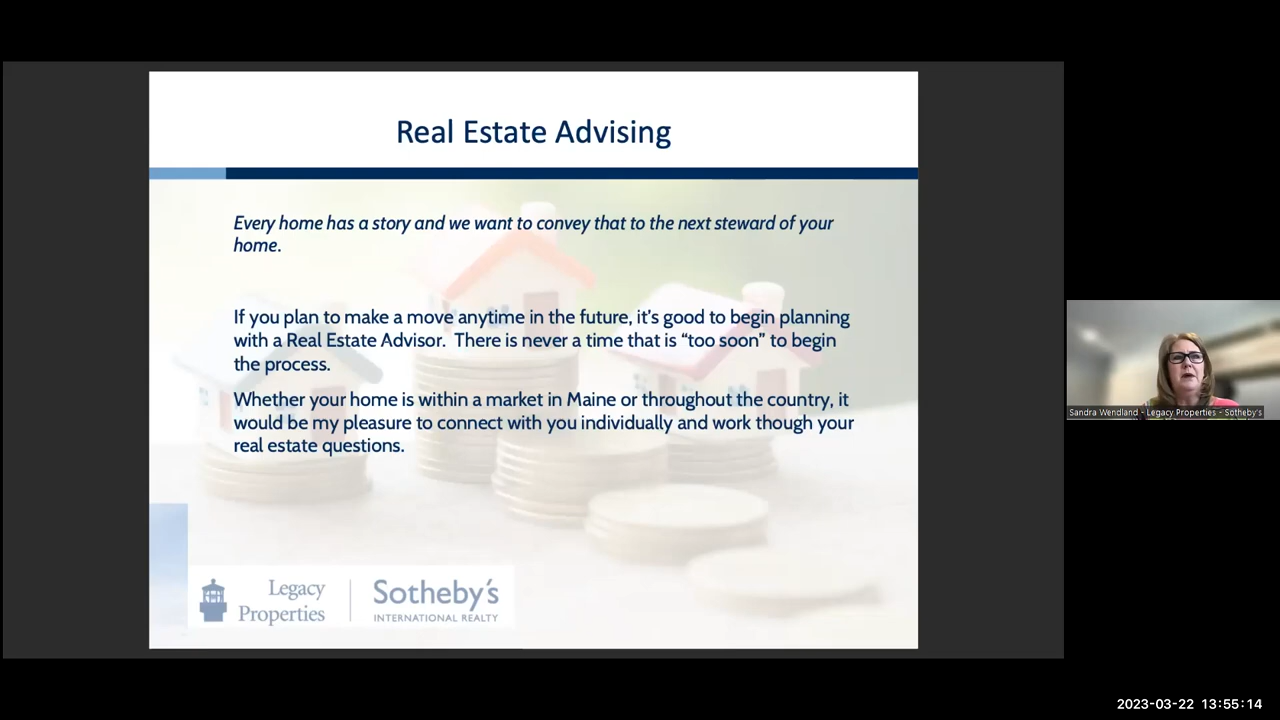 Real Estate Advising
Every home has a story and we want to convey that to the next steward of your
home.
If you plan to make a move anytime in the future, it’s good to begin planning
with a Real Estate Advisor.  There is never a time that is “too soon” to begin
the process.
Whether your home is within a market in Maine or throughout the country, it
would be my pleasure to connect with you individually and work though your
real estate questions.
Legacy
Properties
Sotheby's
INTERNATIONAL REALTY
Sandra Wendland - Legacy Properties - Sotheby's
2023-03-22 13:55:14